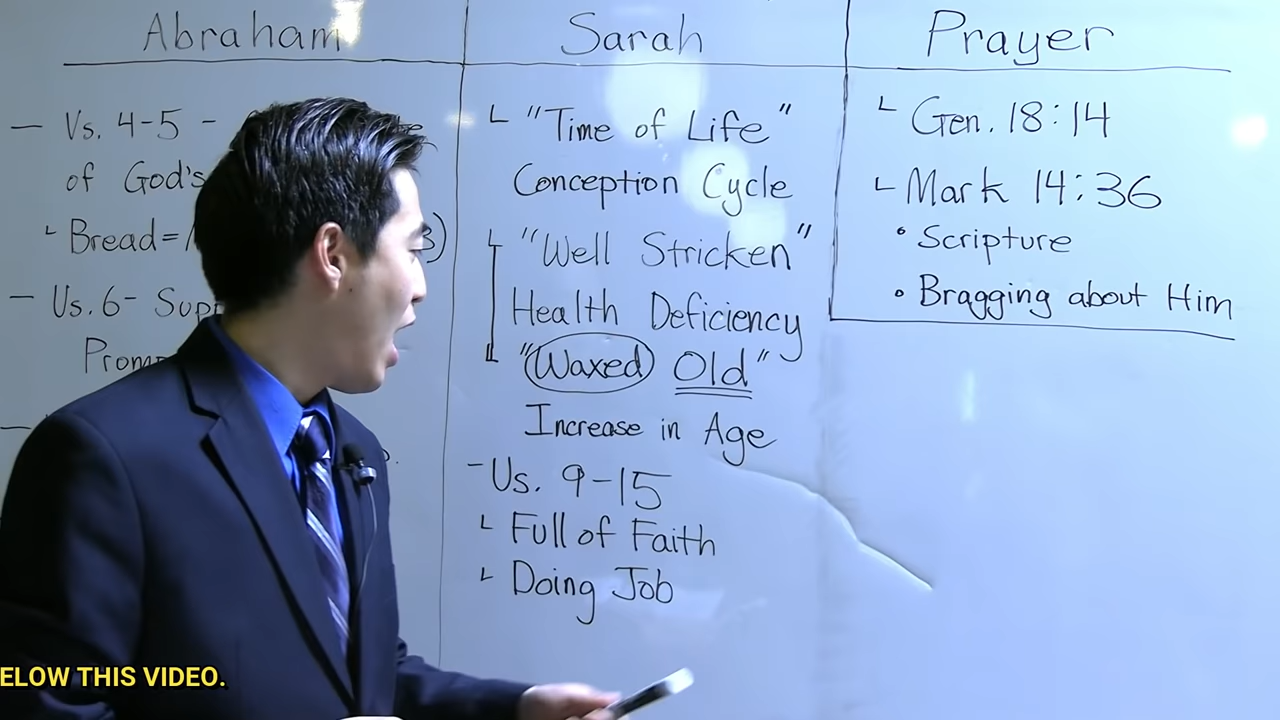 Abraham
Sarah
Prayer
— Vs. 4-5 -
of God's
└ Bread=
3)
— Vs. 6-
└ "Time of Life"
Conception Cycle
"Well Stricken"
Health Deficiency
"Waxed Old"
Increase in Age
- Vs. 9-15
└ Full of Faith
└ Doing Job
└ Gen. 18:14
└ Mark 14:36
• Scripture
• Bragging about Him
ELOW THIS VIDEO.